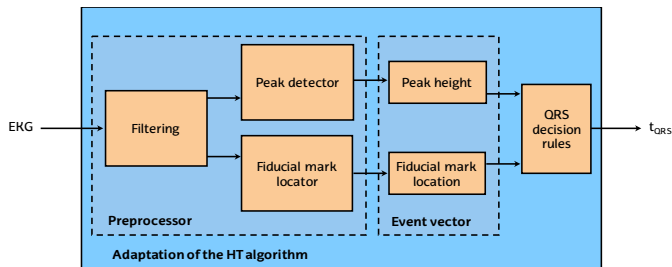 EKG
Filtering
Peak detector
Fiducial mark
locator
Preprocessor
Peak height
Fiducial mark
location
Event vector
QRS
decision
rules
tQRS
Adaptation of the HT algorithm